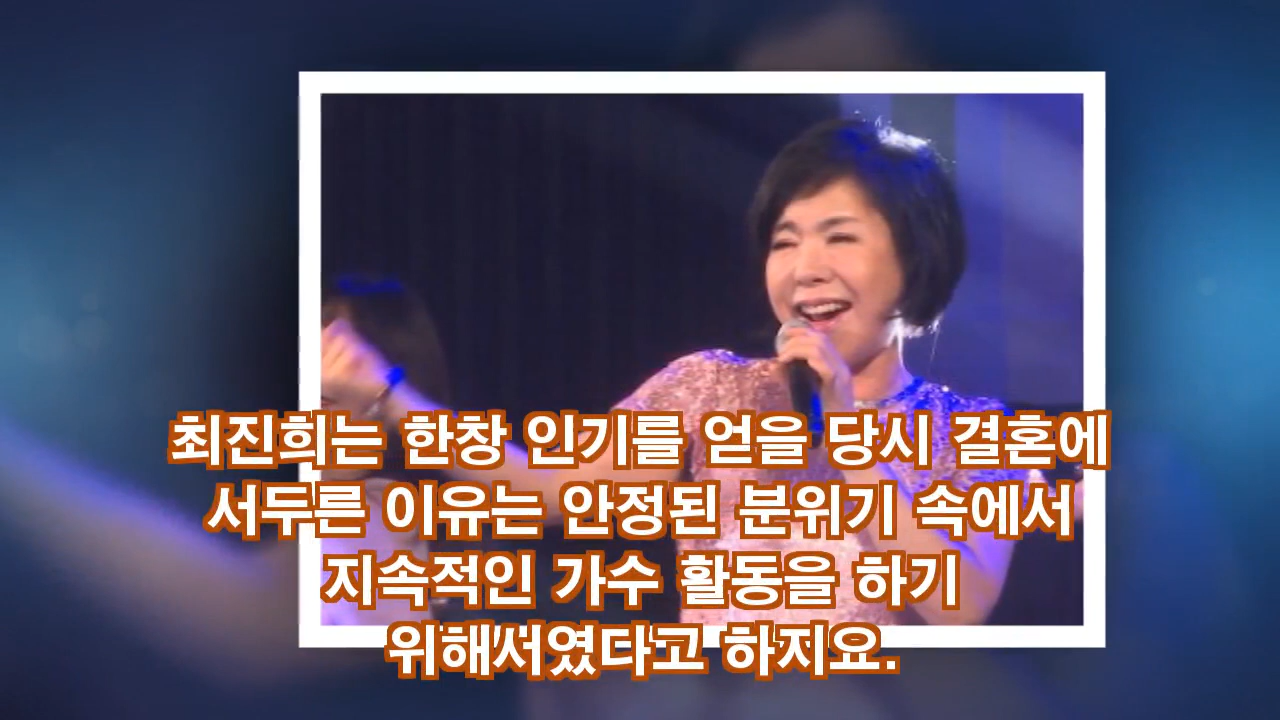 최진희는 한창 인기를 얻을 당시 결혼에
서두른 이유는 안정된 분위기 속에서
지속적인 가수 활동을 하기
위해서였다고 하지요.